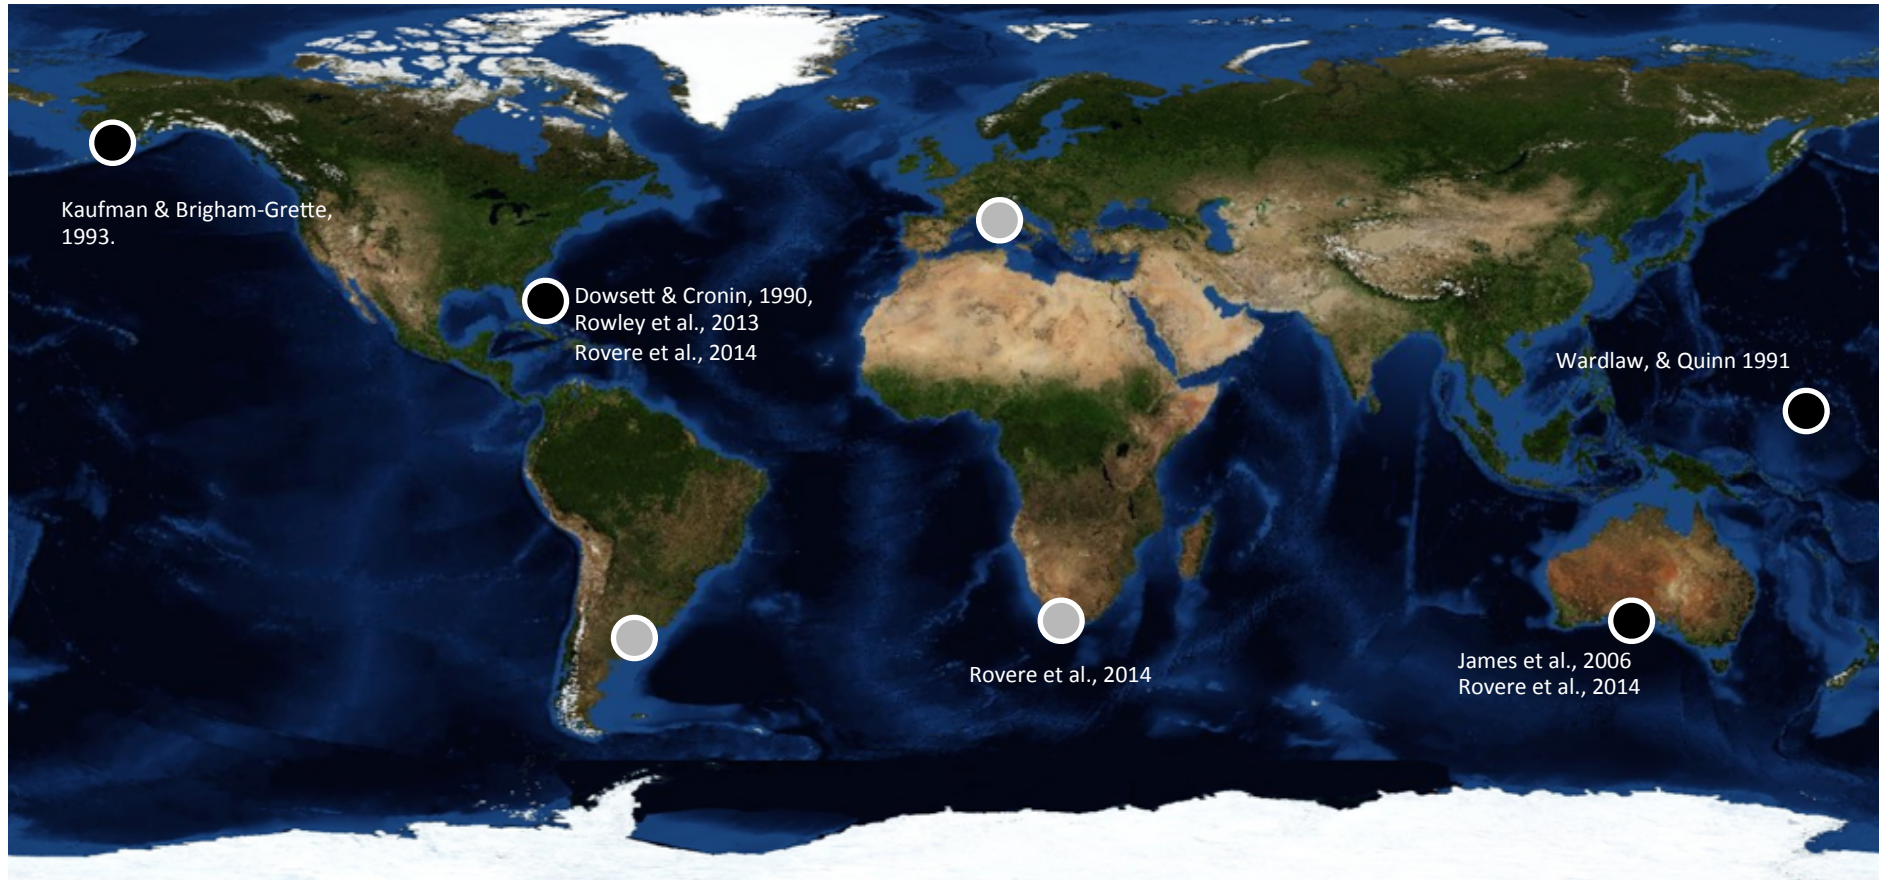 Kaufman & Brigham-Grette,
1993.
Dowsett & Cronin, 1990,
Rowley et al., 2013
Rovere et al., 2014
Wardlaw, & Quinn 1991
Rovere et al., 2014
James et al., 2006
Rovere et al., 2014